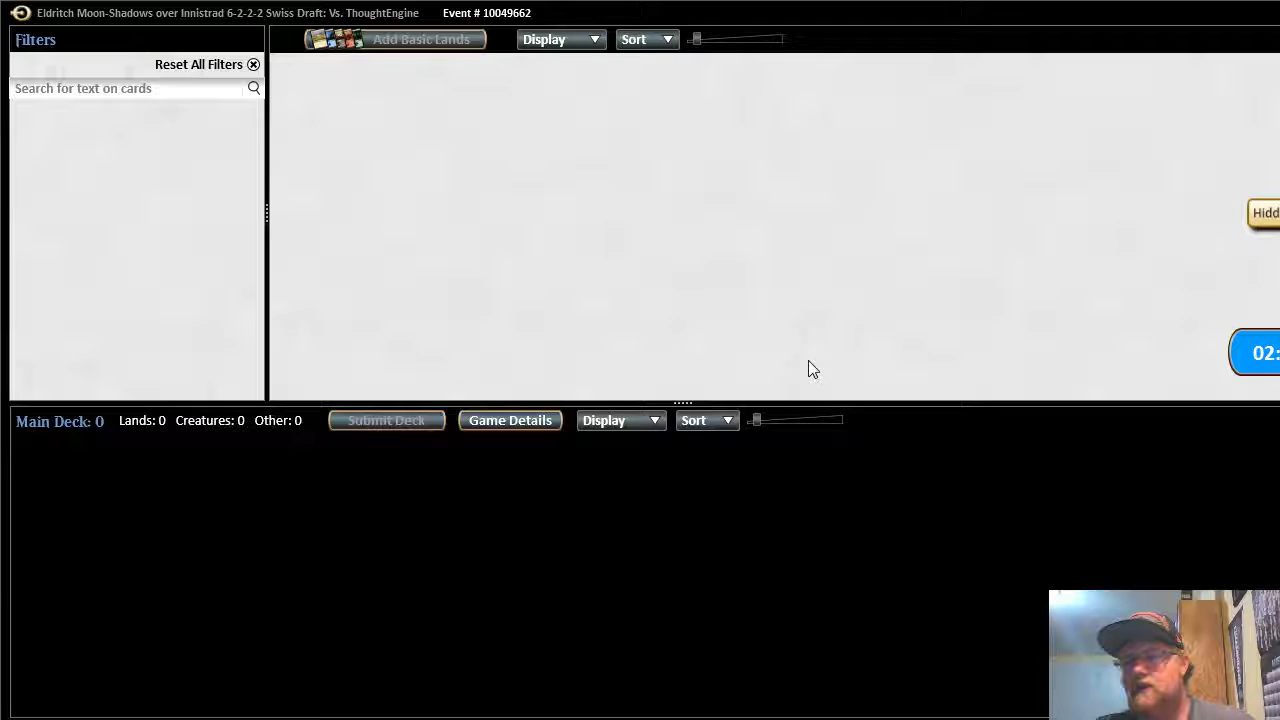 Eldritch Moon-Shadows over Innistrad 6-2-2-2 Swiss Draft: Vs. ThoughtEngine Event # 10049662
Filters
Add Basic Lands Display Sort
Reset All Filters
Search for text on cards
Hidd
02:
Main Deck: 0 Lands: 0 Creatures: 0 Other: 0 Submit Deck Game Details Display Sort